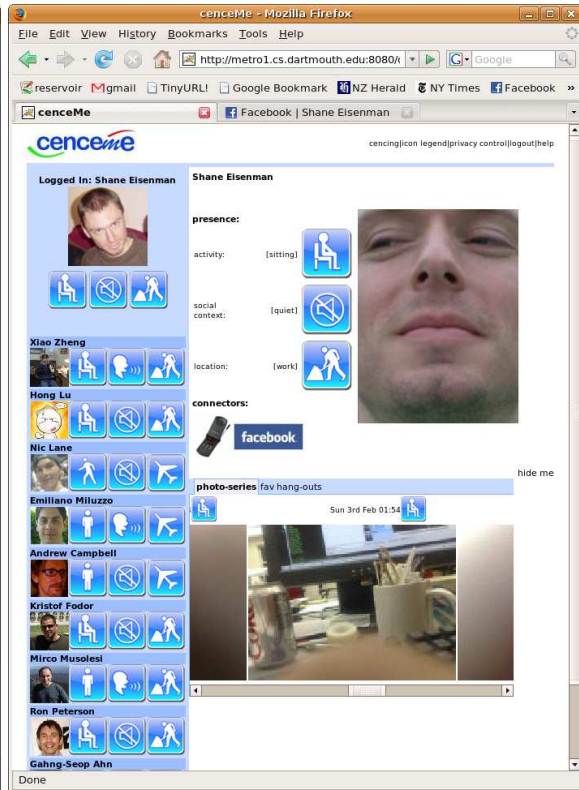 cenceMe - Mozilla Firefox
File Edit View History Bookmarks Tools Help
http://metro1.cs.dartmouth.edu:8080/ Google
reservoir gmail TinyURL! Google Bookmark NZ Herald NY Times Facebook »
cenceMe Facebook | Shane Eisenman
cenceme
cencing|icon legend|privacy control|logout|help
Logged In: Shane Eisenman
Shane Eisenman
presence:
activity: [sitting]
social context: [quiet]
location: [work]
connectors:
facebook
hide me
photo-series fav hang-outs
Sun 3rd Feb 01:54
Xiao Zheng
Hong Lu
Nic Lane
Emiliano Miluzzo
Andrew Campbell
Kristof Fodor
Mirco Musolesi
Ron Peterson
Gahng-Seop Ahn
Done